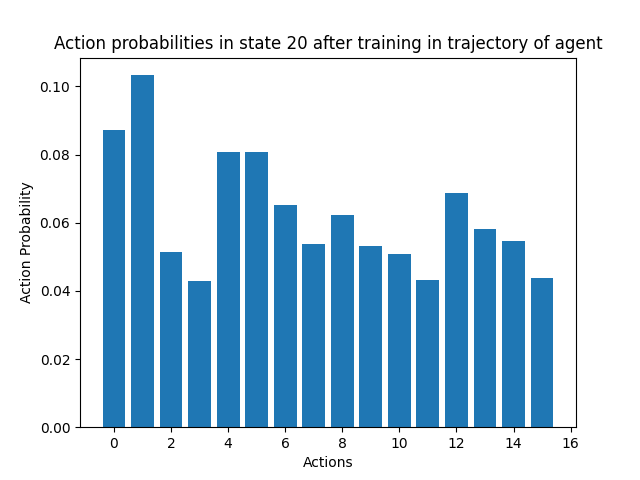 Action probabilities in state 20 after training in trajectory of agent
0.10
0.08
0.06
0.04
0.02
0.00
Action Probability
0 2 4 6 8 10 12 14 16
Actions